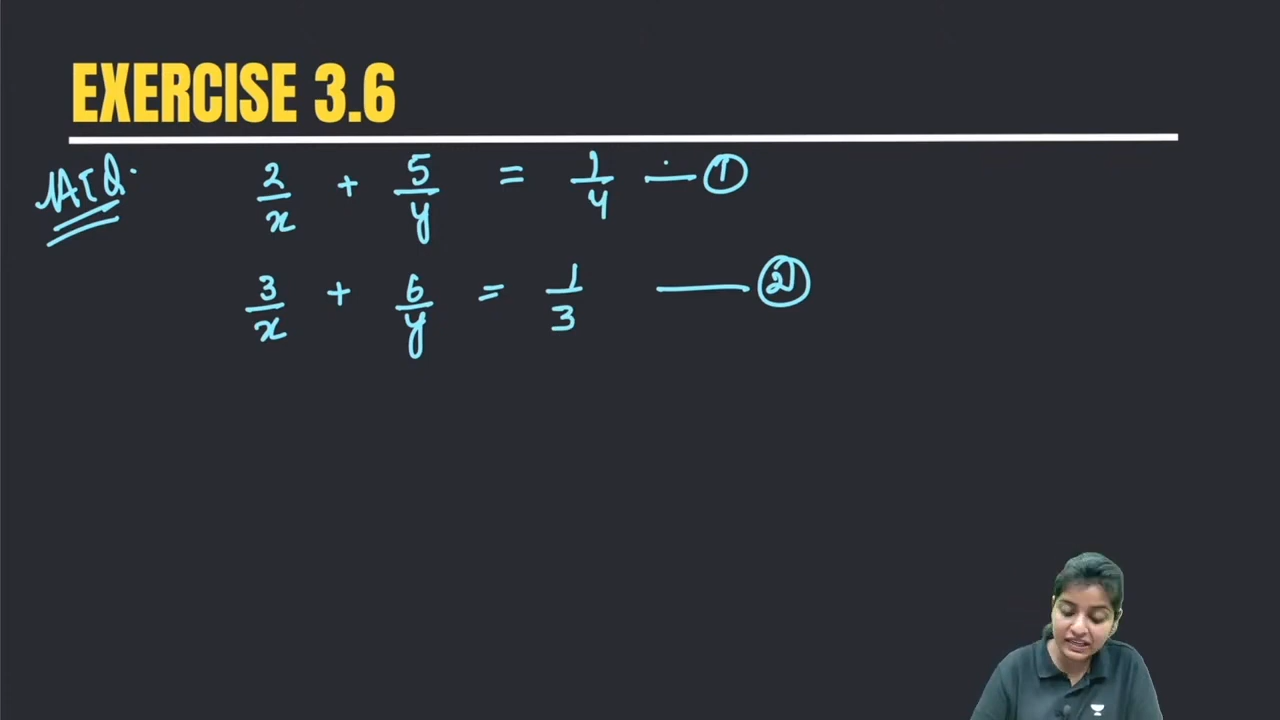 EXERCISE 3.6
ATQ. 2/x + 5/y = 1/4 — ①
3/x + 6/y = 1/3 — ②